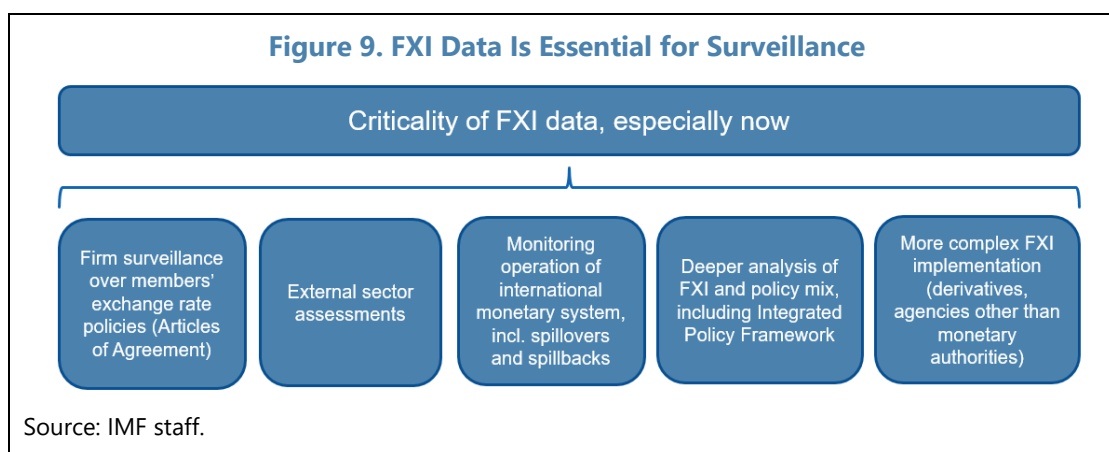 Figure 9. FXI Data Is Essential for Surveillance
Criticality of FXI data, especially now
Firm surveillance
over members'
exchange rate
policies (Articles
of Agreement)
External sector
assessments
Monitoring
operation of
international
monetary system,
incl. spillovers
and spillbacks
Deeper analysis of
FXI and policy mix,
including Integrated
Policy Framework
More complex FXI
implementation
(derivatives,
agencies other than
monetary
authorities)
Source: IMF staff.